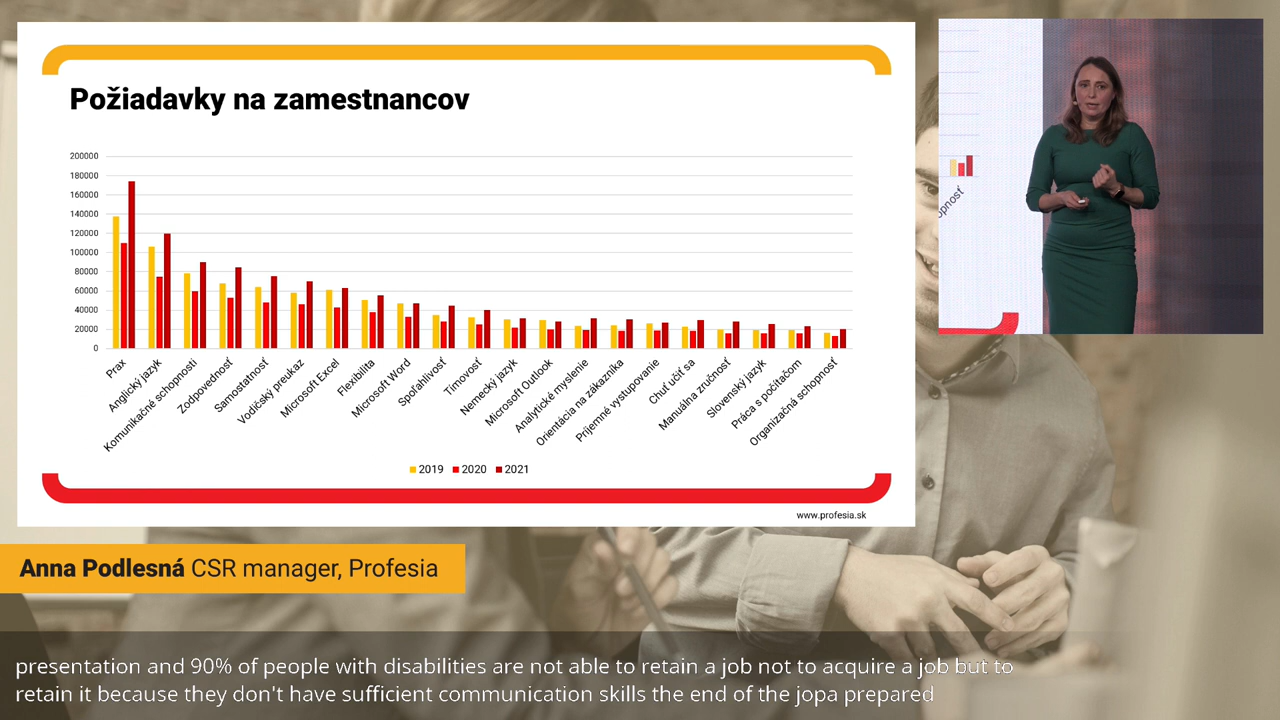 Požiadavky na zamestnancov
200000
180000
160000
140000
120000
100000
80000
60000
40000
20000
0
Prax
Anglický jazyk
Komunikačné schopnosti
Zodpovednosť
Samostatnosť
Vodičský preukaz
Microsoft Excel
Flexibilita
Microsoft Word
Spoľahlivosť
Tímovosť
Nemecký jazyk
Microsoft Outlook
Analytické myslenie
Orientácia na zákazníka
Príjemné vystupovanie
Chuť učiť sa
Manuálna zručnosť
Slovenský jazyk
Práca s počítačom
Organizačná schopnosť
2019 2020 2021
www.profesia.sk
opnosť
Anna Podlesná CSR manager, Profesia
presentation and 90% of people with disabilities are not able to retain a job not to acquire a job but to
retain it because they don't have sufficient communication skills the end of the jopa prepared